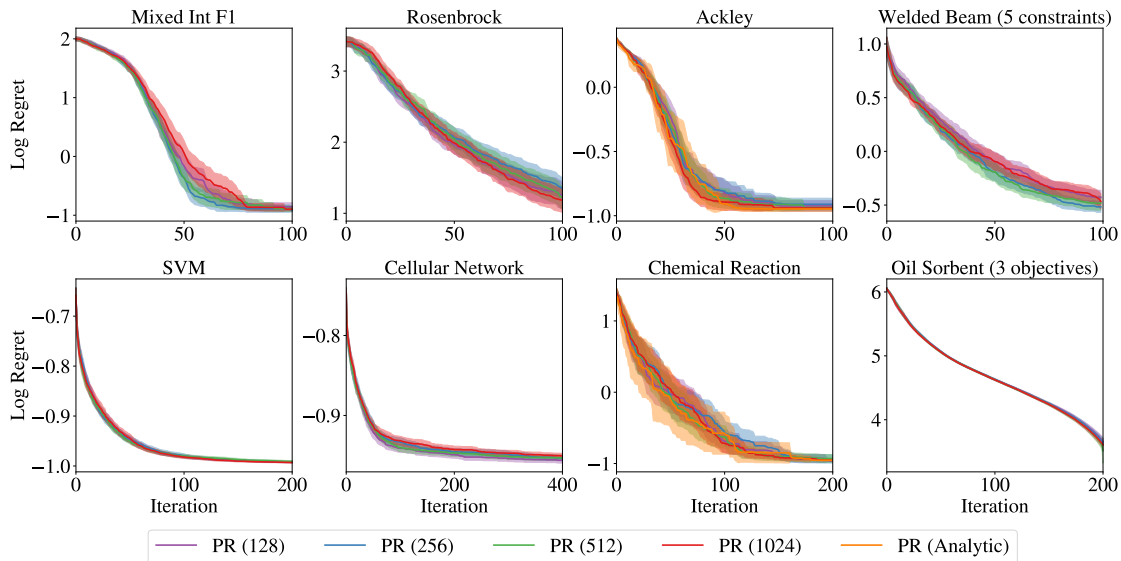 Mixed Int F1
Rosenbrock
Ackley
Welded Beam (5 constraints)
Log Regret
2
1
0
−1
0
50
100
3
2
1
0
50
100
0.0
−0.5
−1.0
0
50
100
1.0
0.5
0.0
−0.5
0
50
100
SVM
Cellular Network
Chemical Reaction
Oil Sorbent (3 objectives)
Log Regret
−0.7
−0.8
−0.9
−1.0
0
100
200
Iteration
−0.8
−0.9
0
200
400
Iteration
1
0
−1
0
100
200
Iteration
6
5
4
0
100
200
Iteration
PR (128)
PR (256)
PR (512)
PR (1024)
PR (Analytic)